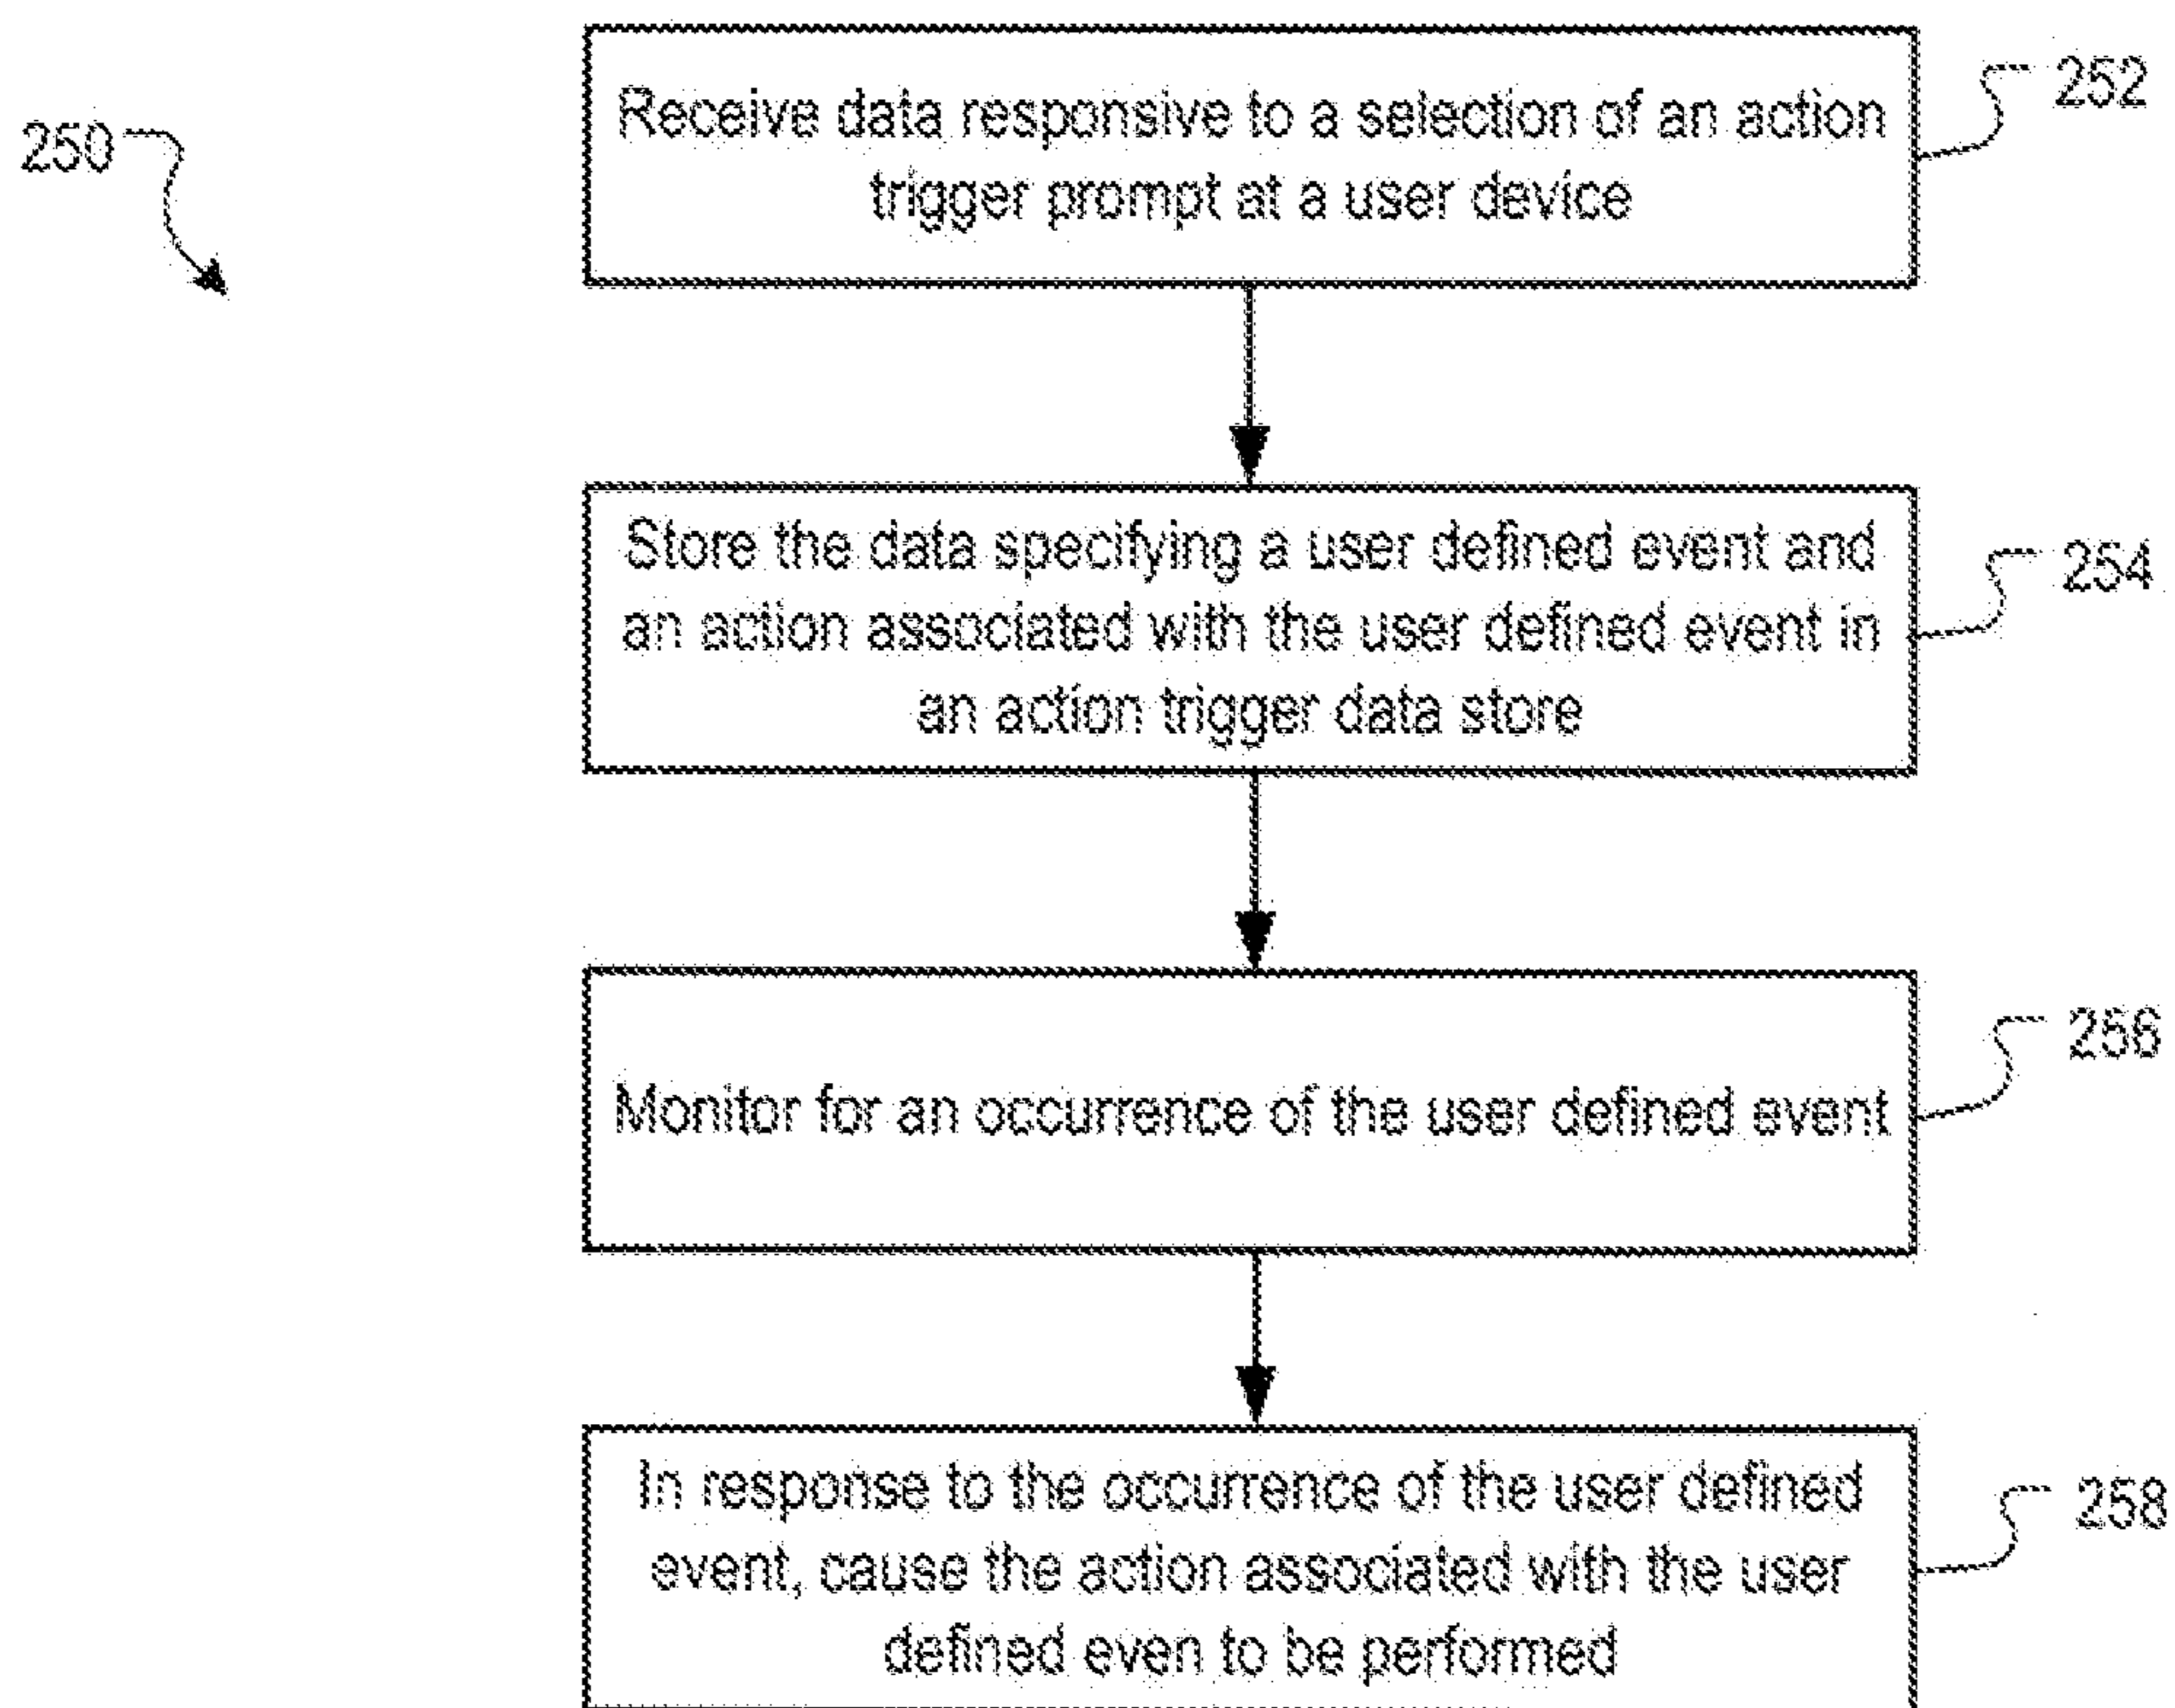 250
Receive data responsive to a selection of an action
trigger prompt at a user device
252
Store the data specifying a user defined event and
an action associated with the user defined event in
an action trigger data store
254
Monitor for an occurrence of the user defined event
256
In response to the occurrence of the user defined
event, cause the action associated with the user
defined even to be performed
258